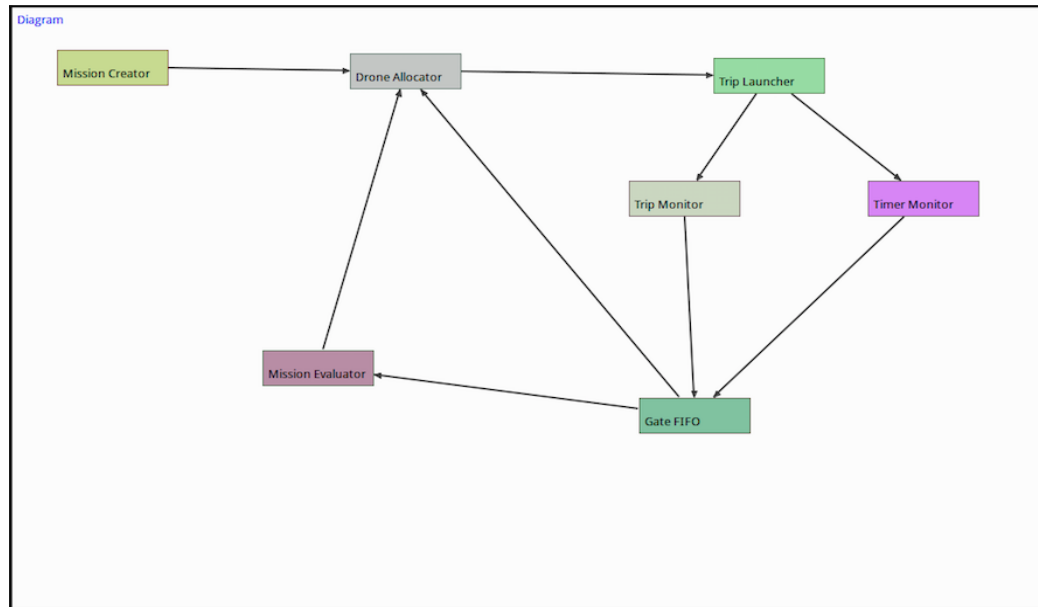 Diagram
Mission Creator
Drone Allocator
Trip Launcher
Trip Monitor
Timer Monitor
Mission Evaluator
Gate FIFO